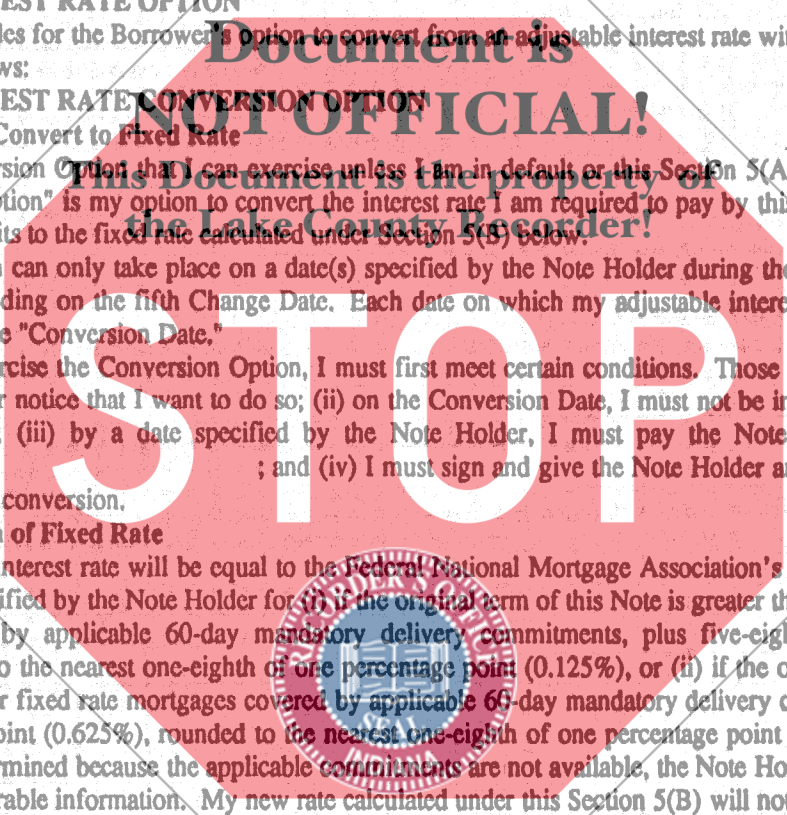 EST RATE OPTION
les for the Borrower's option to convert from an adjustable interest rate wi
ws:
EST RATE CONVERSION OPTION
Convert to Fixed Rate
sion Option that I can exercise unless I am in default or this Section 5(A
tion" is my option to convert the interest rate I am required to pay by this
its to the fixed rate calculated under Section 5(B) below.
can only take place on a date(s) specified by the Note Holder during the
ding on the fifth Change Date. Each date on which my adjustable intere
e "Conversion Date."
rcise the Conversion Option, I must first meet certain conditions. Those
r notice that I want to do so; (ii) on the Conversion Date, I must not be in
(iii) by a date specified by the Note Holder, I must pay the Note
; and (iv) I must sign and give the Note Holder a
conversion.
of Fixed Rate
interest rate will be equal to the Federal National Mortgage Association's
ified by the Note Holder for (i) if the original term of this Note is greater th
by applicable 60-day mandatory delivery commitments, plus five-eigh
o the nearest one-eighth of one percentage point (0.125%), or (ii) if the o
r fixed rate mortgages covered by applicable 60-day mandatory delivery c
oint (0.625%), rounded to the nearest one-eighth of one percentage point
rmined because the applicable commitments are not available, the Note Ho
rable information. My new rate calculated under this Section 5(B) will not
Document is
NOT OFFICIAL!
This Document is the property of
the Lake County Recorder!
STOP
RECORDER'S OFFICE
SEAL
INDIANA